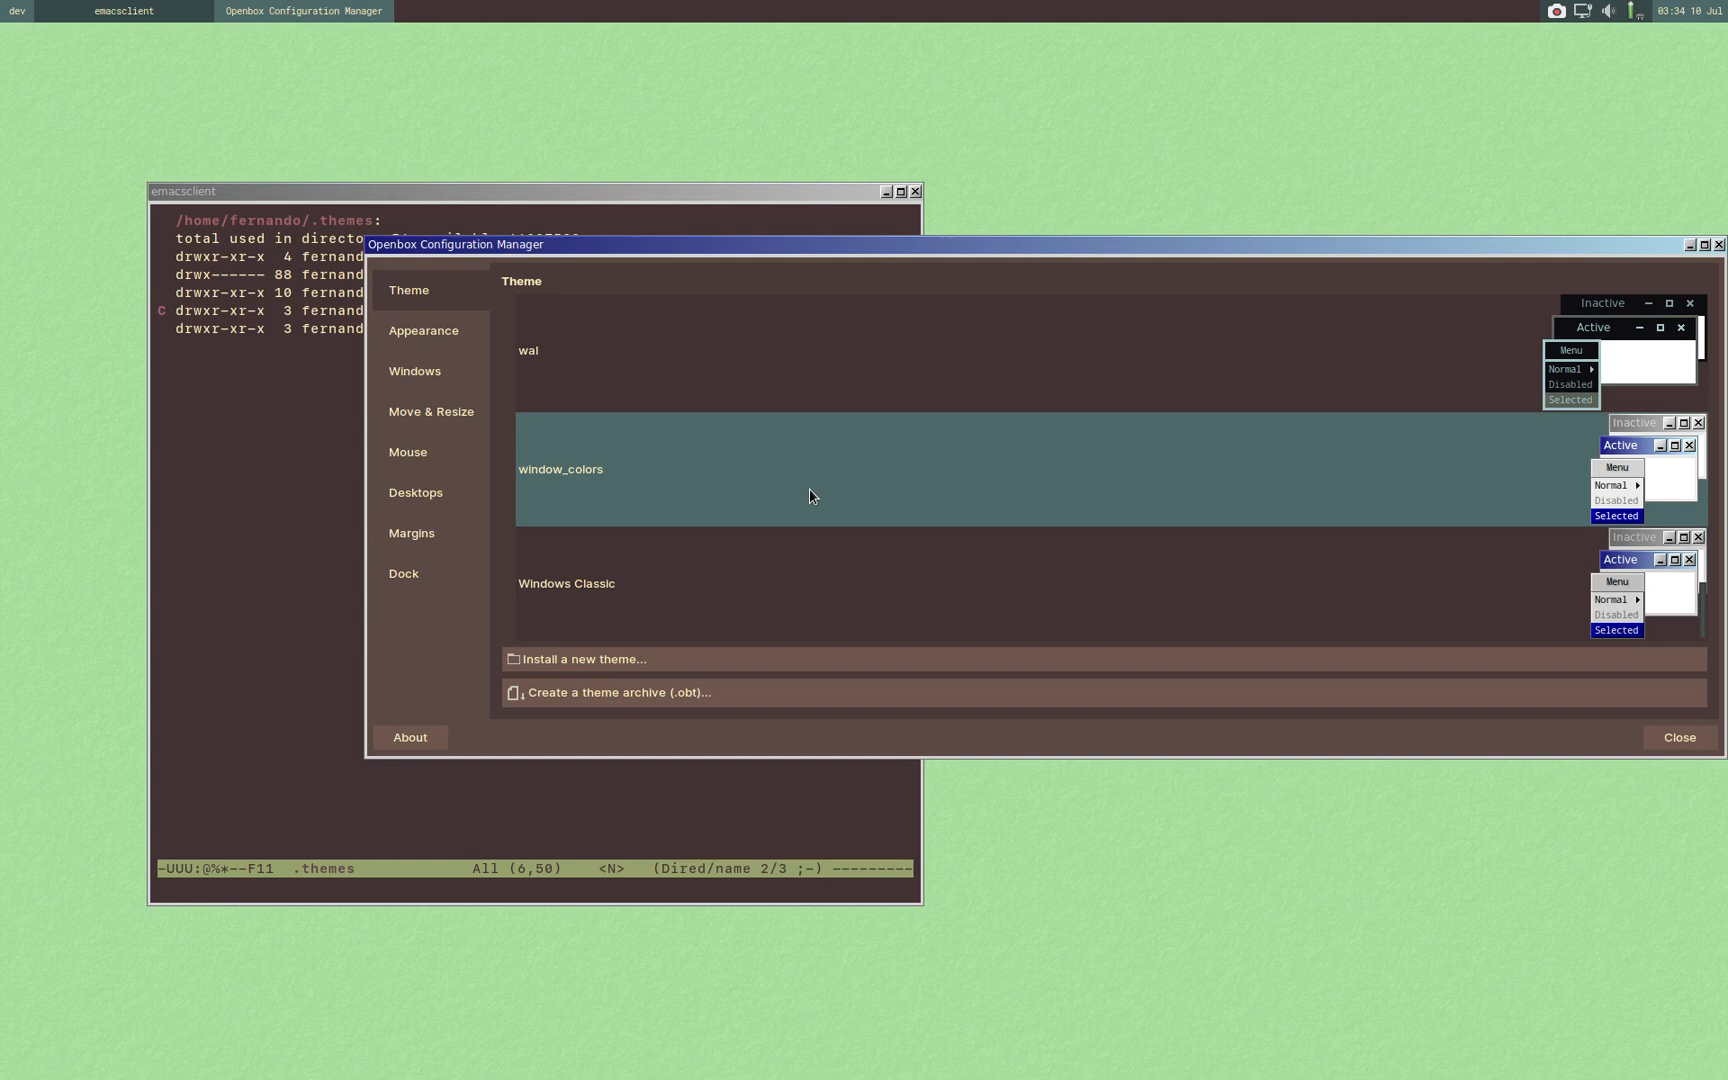 dev emacsclient Openbox Configuration Manager 03:34 10 Jul
emacsclient
/home/fernando/.themes:
total used in directo
drwxr-xr-x  4 fernand
drwx------ 88 fernand
drwxr-xr-x 10 fernand
C drwxr-xr-x  3 fernand
drwxr-xr-x  3 fernand
-UUU:@%*--F11  .themes All (6,50) <N> (Dired/name 2/3 ;-) ---------
Openbox Configuration Manager
Theme
Appearance
Windows
Move & Resize
Mouse
Desktops
Margins
Dock
About
Theme
wal
Inactive
Active
Menu
Normal
Disabled
Selected
window_colors
Inactive
Active
Menu
Normal
Disabled
Selected
Windows Classic
Inactive
Active
Menu
Normal
Disabled
Selected
Install a new theme...
Create a theme archive (.obt)...
Close